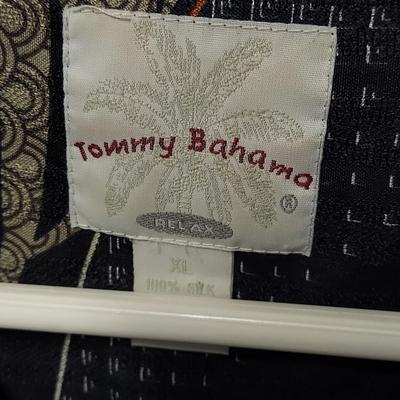 Tommy Bahama
®
RELAX
XL
100% SILK